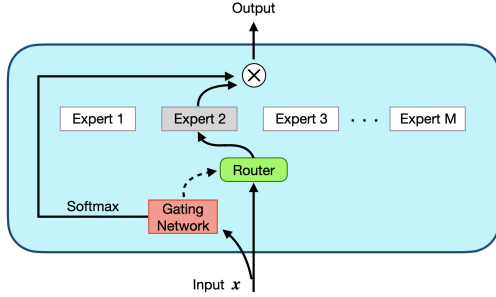 Output
Expert 1
Expert 2
Expert 3
· · ·
Expert M
Router
Softmax
Gating
Network
Input x